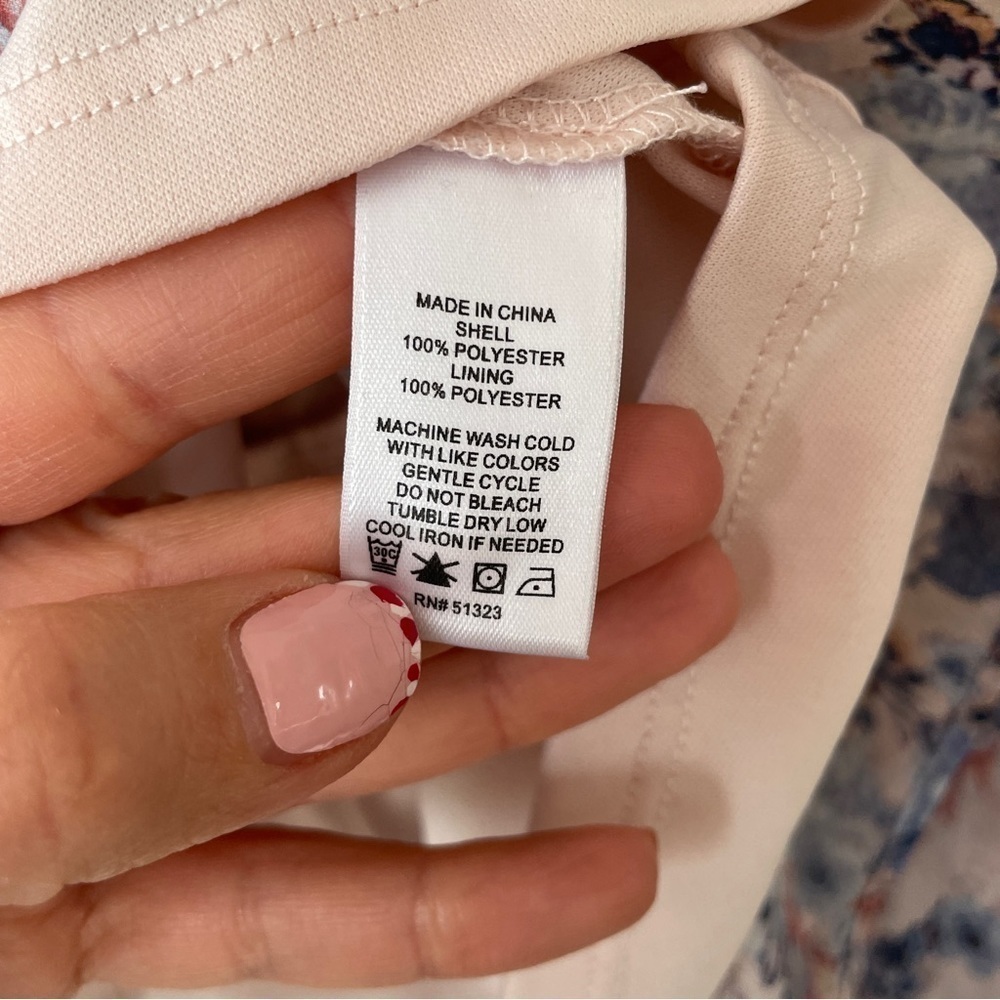 MADE IN CHINA
SHELL
100% POLYESTER
LINING
100% POLYESTER
MACHINE WASH COLD
WITH LIKE COLORS
GENTLE CYCLE
DO NOT BLEACH
TUMBLE DRY LOW
COOL IRON IF NEEDED
30C
RN# 51323